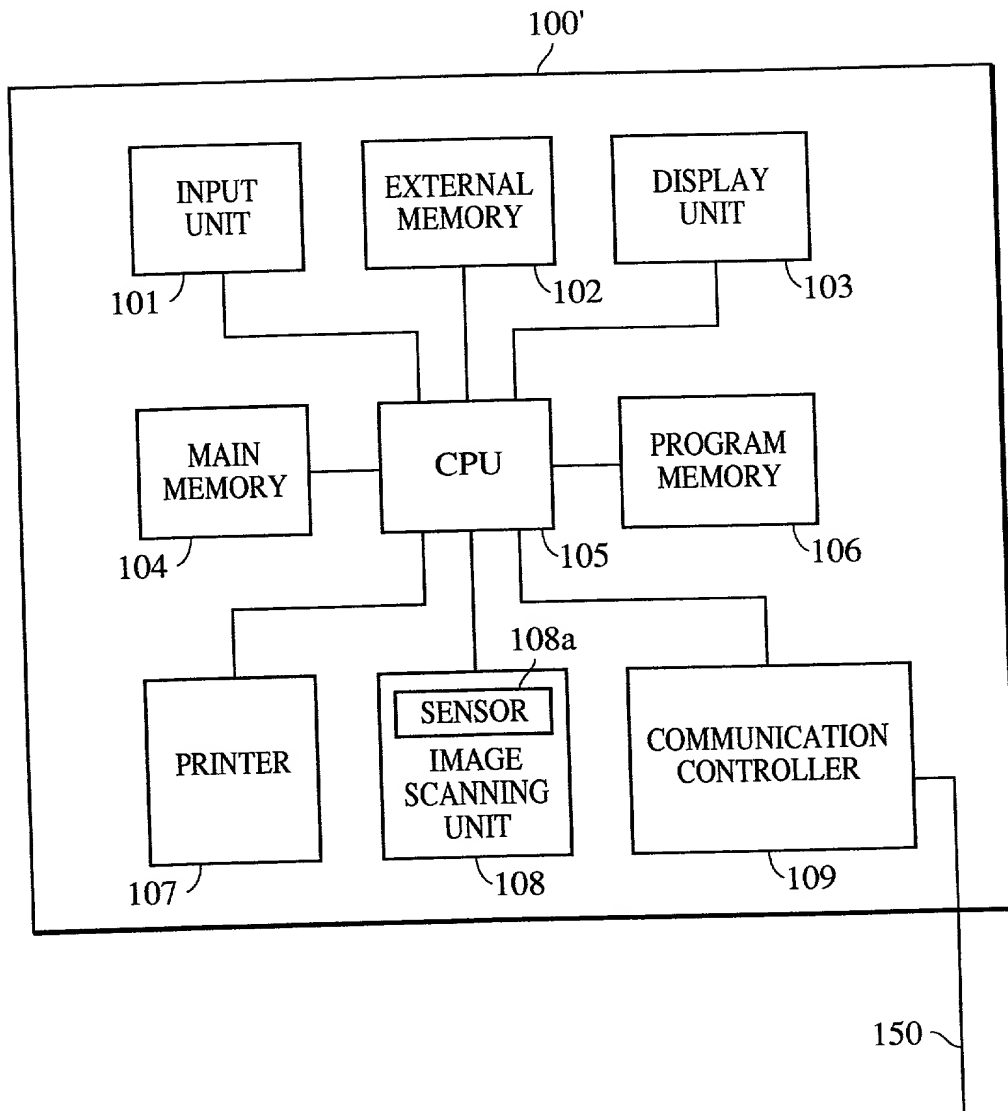 100'
INPUT
UNIT
101
EXTERNAL
MEMORY
102
DISPLAY
UNIT
103
MAIN
MEMORY
104
CPU
105
PROGRAM
MEMORY
106
PRINTER
107
108a
SENSOR
IMAGE
SCANNING
UNIT
108
COMMUNICATION
CONTROLLER
109
150